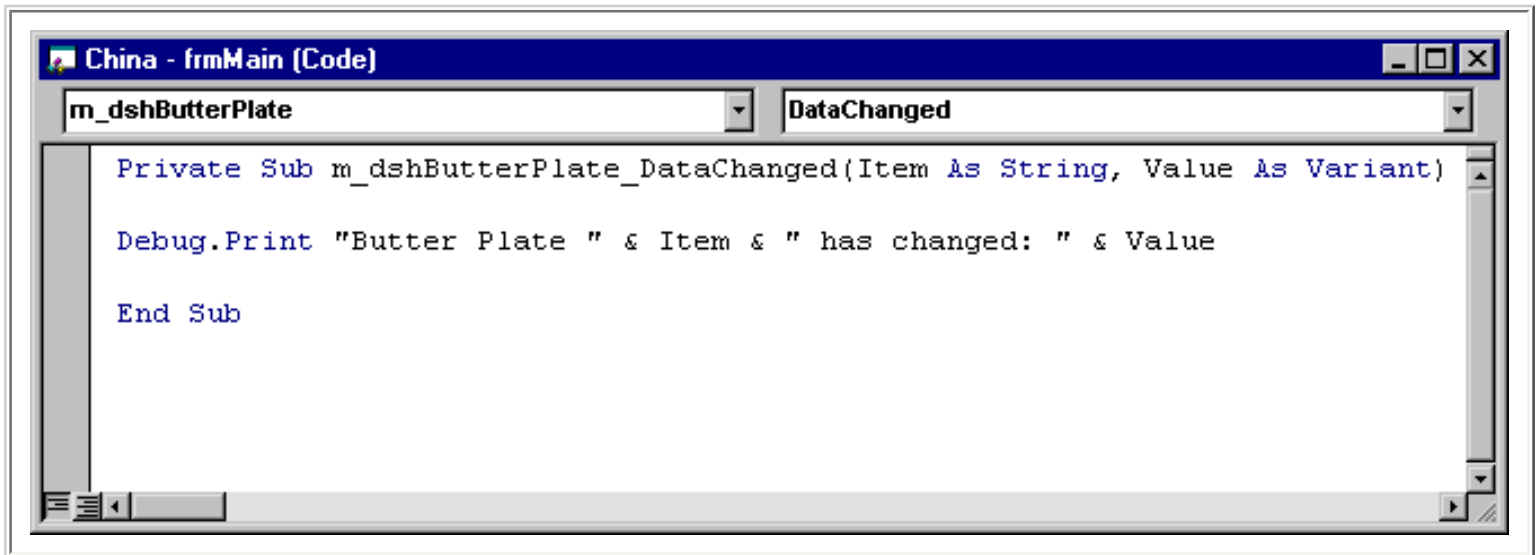 China - frmMain (Code)
m_dshButterPlate DataChanged
Private Sub m_dshButterPlate_DataChanged(Item As String, Value As Variant)
Debug.Print "Butter Plate " & Item & " has changed: " & Value
End Sub